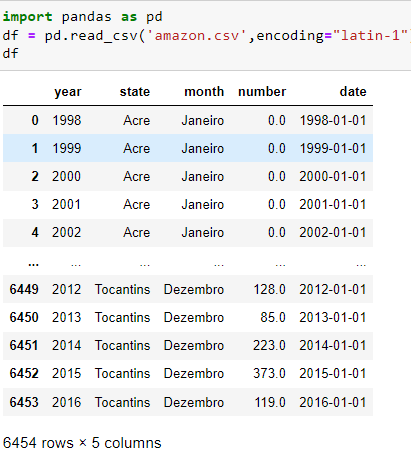 import pandas as pd
df = pd.read_csv('amazon.csv',encoding="latin-1")
df
year state month number date
0 1998 Acre Janeiro 0.0 1998-01-01
1 1999 Acre Janeiro 0.0 1999-01-01
2 2000 Acre Janeiro 0.0 2000-01-01
3 2001 Acre Janeiro 0.0 2001-01-01
4 2002 Acre Janeiro 0.0 2002-01-01
... ... ... ... ... ...
6449 2012 Tocantins Dezembro 128.0 2012-01-01
6450 2013 Tocantins Dezembro 85.0 2013-01-01
6451 2014 Tocantins Dezembro 223.0 2014-01-01
6452 2015 Tocantins Dezembro 373.0 2015-01-01
6453 2016 Tocantins Dezembro 119.0 2016-01-01
6454 rows × 5 columns